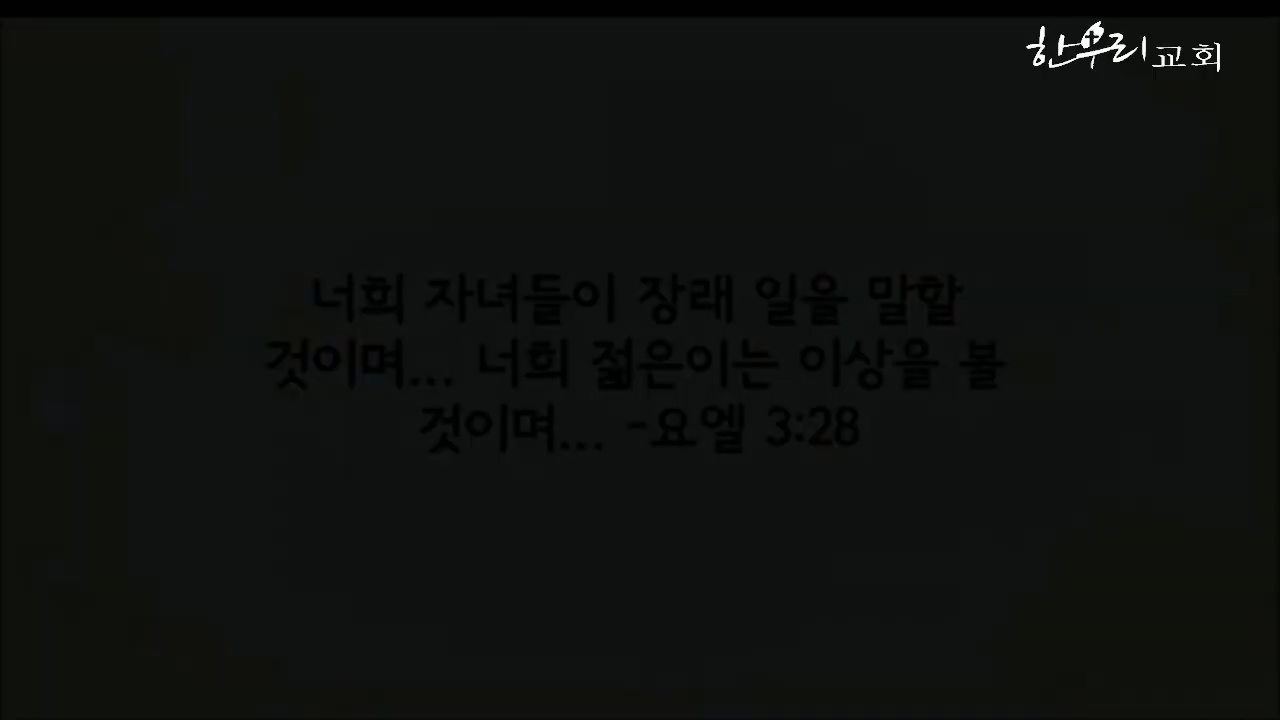 한우리교회
너희 자녀들이 장래 일을 말할
것이며... 너희 젊은이는 이상을 볼
것이며... -요엘 3:28